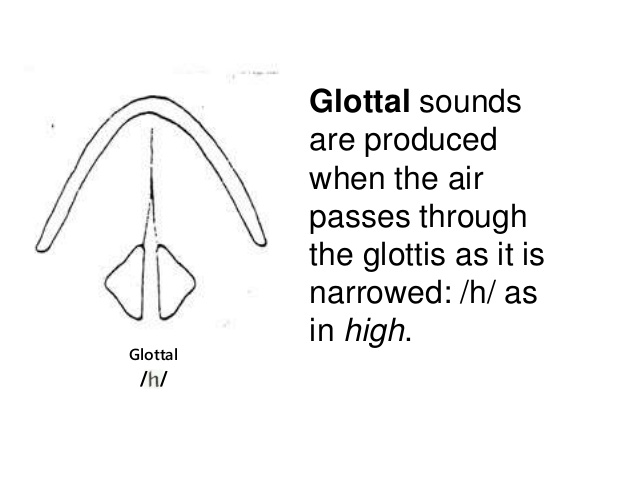 Glottal sounds
are produced
when the air
passes through
the glottis as it is
narrowed: /h/ as
in high.
Glottal
/h/